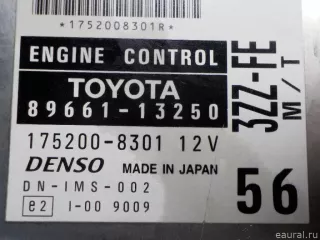 *1752008301R*
ENGINE CONTROL
TOYOTA
89661-13250
3ZZ-FE
M/T
175200-8301 12V
DENSO MADE IN JAPAN
DN-IMS-002
56
e2 I-00 9009
eaural.ru